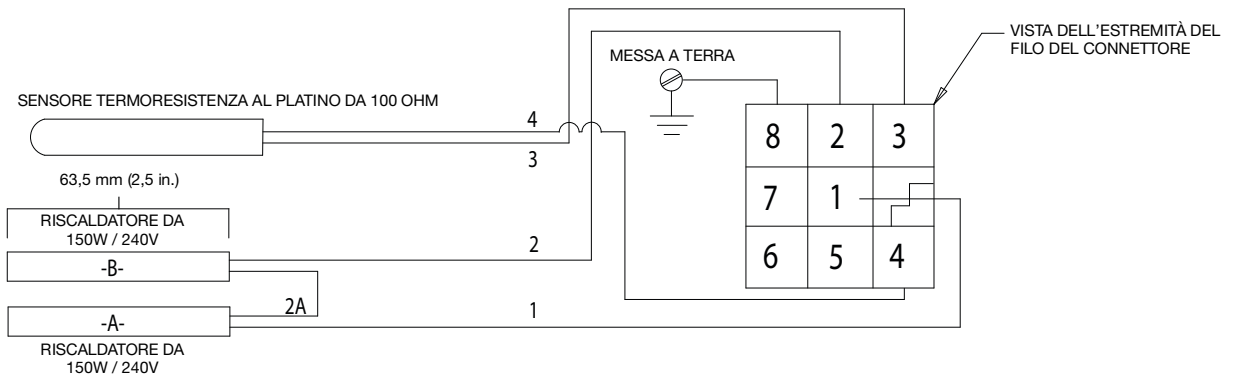 VISTA DELL'ESTREMITÀ DEL
FILO DEL CONNETTORE
MESSA A TERRA
SENSORE TERMORESISTENZA AL PLATINO DA 100 OHM
4
3
8 2 3
7 1
6 5 4
63,5 mm (2,5 in.)
RISCALDATORE DA
150W / 240V
-B-
2
2A
-A-
1
RISCALDATORE DA
150W / 240V